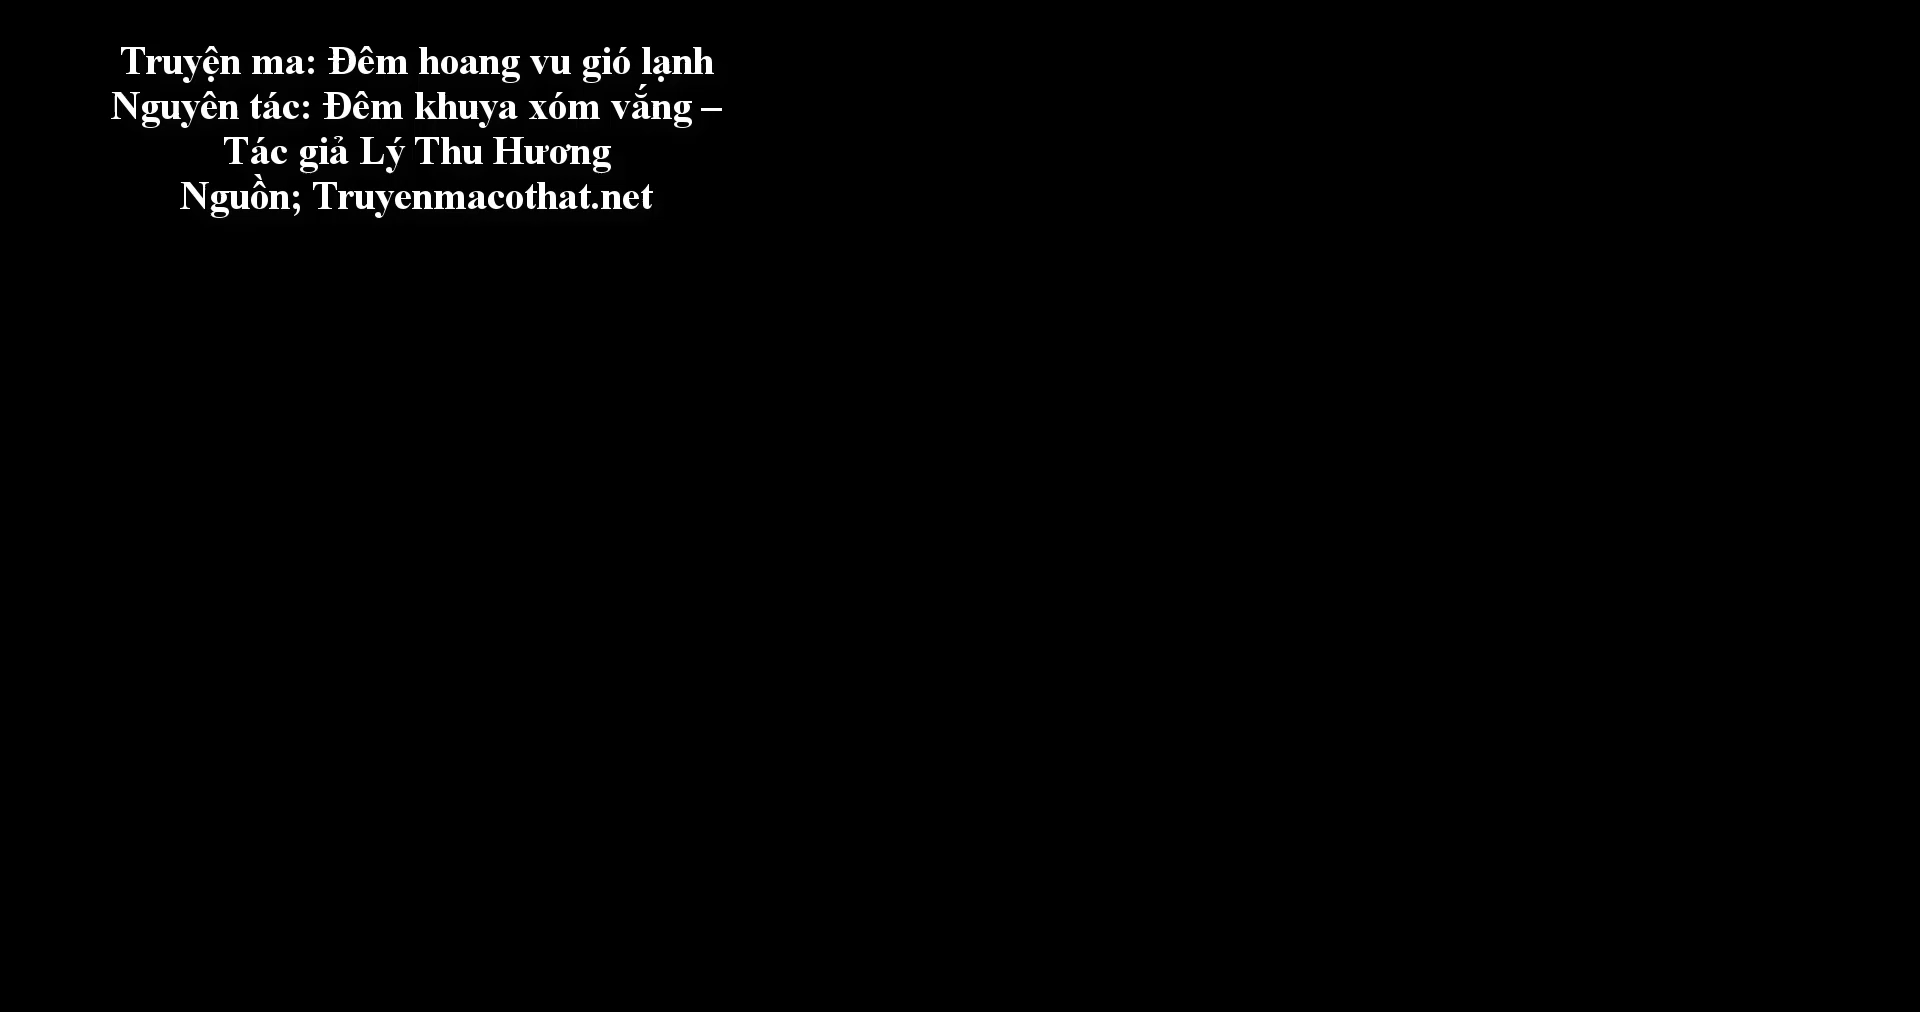 Truyện ma: Đêm hoang vu gió lạnh
Nguyên tác: Đêm khuya xóm vắng –
Tác giả Lý Thu Hương
Nguồn; Truyenmacothat.net